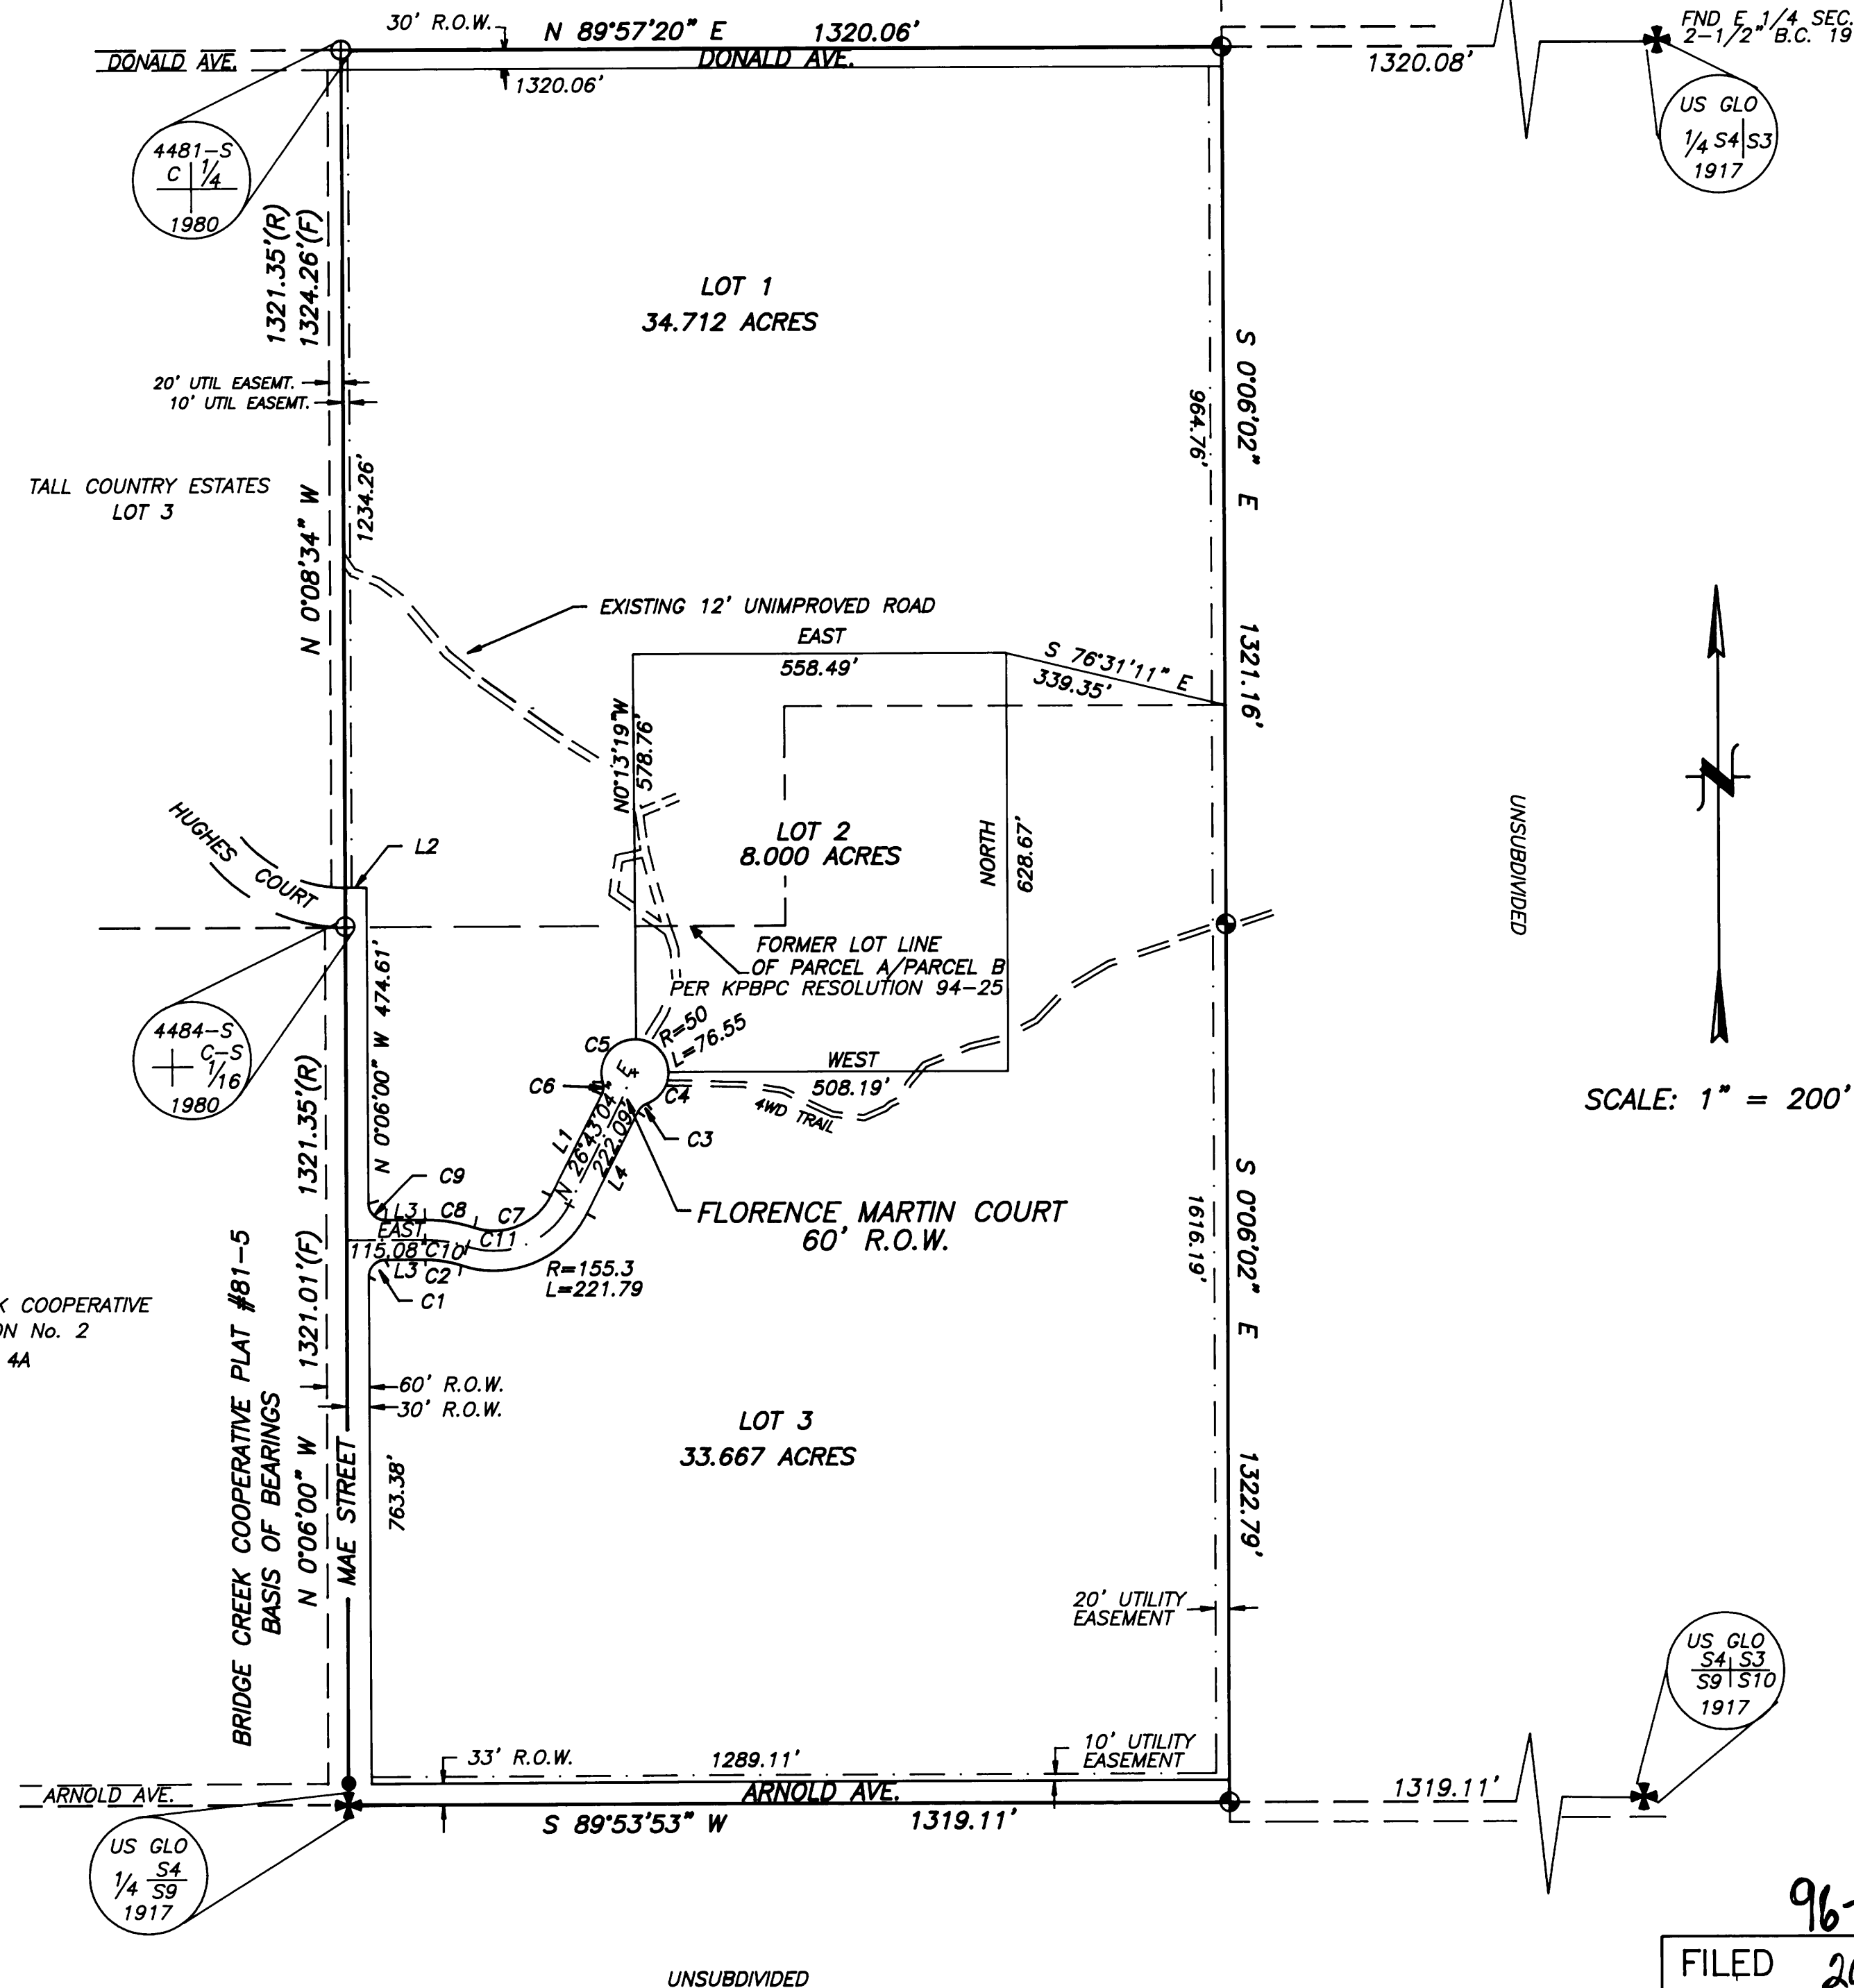 30' R.O.W.
N 89°57'20" E 1320.06'
DONALD AVE.
DONALD AVE.
1320.06'
1320.08'
FND E 1/4 SEC.
2-1/2" B.C. 19
US GLO
1/4 S4 S3
1917
4481-S
C 1/4
1980
1321.35'(R)
1324.26'(F)
LOT 1
34.712 ACRES
20' UTIL EASEMT.
10' UTIL EASEMT.
S 0°06'02" E 1321.16'
964.76'
TALL COUNTRY ESTATES
LOT 3
N 0°08'34" W
1234.26'
EXISTING 12' UNIMPROVED ROAD
EAST
558.49'
S 76°31'11" E
339.35'
N0°13'19"W
578.76'
HUGHES COURT
L2
LOT 2
8.000 ACRES
NORTH
628.67'
UNSUBDIVIDED
FORMER LOT LINE
OF PARCEL A/PARCEL B
PER KPBPC RESOLUTION 94-25
N 0°06'00" W 474.61'
4484-S
C-S
1/16
1980
R=50
L=76.55
C5
C6
C4
C3
WEST
508.19'
4WD TRAIL
SCALE: 1" = 200'
L1
N 26°43'04" E
222.09'
L4
C9
L3 C8 C7
EAST
115.08' C10 C11
L3 C2
C1
R=155.3
L=221.79
FLORENCE MARTIN COURT
60' R.O.W.
S 0°06'02" E 1322.79'
1616.19'
K COOPERATIVE
ON No. 2
4A
BRIDGE CREEK COOPERATIVE PLAT #81-5
BASIS OF BEARINGS
N 0°06'00" W 1321.01'(F) 1321.35'(R)
MAE STREET
60' R.O.W.
30' R.O.W.
763.38'
LOT 3
33.667 ACRES
20' UTILITY
EASEMENT
US GLO
S4 S3
S9 S10
1917
33' R.O.W.
1289.11'
10' UTILITY
EASEMENT
ARNOLD AVE.
ARNOLD AVE.
1319.11'
S 89°53'53" W 1319.11'
US GLO
1/4 S4
S9
1917
UNSUBDIVIDED
96-
FILED